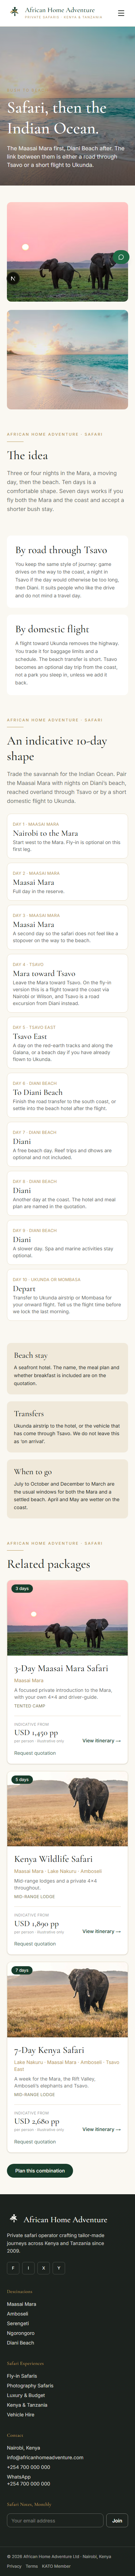 African Home Adventure
PRIVATE SAFARIS · KENYA & TANZANIA
Safari, then the
Indian Ocean.
The Maasai Mara first, Diani Beach after. The
link between them is either a road through
Tsavo or a short flight to Ukunda.
N
AFRICAN HOME ADVENTURE · SAFARI
The idea
Three or four nights in the Mara, a moving
day, then the beach. Ten days is a
comfortable shape. Seven days works if you
fly both the Mara and the coast and accept a
shorter bush stay.
By road through Tsavo
You keep the same style of journey: game
drives on the way to the coast, a night in
Tsavo if the day would otherwise be too long,
then Diani. It suits people who like the drive
and do not mind a load day.
By domestic flight
A flight toward Ukunda shortens the highway.
You trade it for baggage limits and a
schedule. The beach transfer is short. Tsavo
becomes an optional day trip from the coast,
not a park you sleep in, unless we add it
back.
AFRICAN HOME ADVENTURE · SAFARI
An indicative 10-day
shape
Trade the savannah for the Indian Ocean. Pair
the Maasai Mara with nights on Diani's beach,
reached overland through Tsavo or by a short
domestic flight to Ukunda.
DAY 1 · MAASAI MARA
Nairobi to the Mara
Start west to the Mara. Fly-in is optional on this
first leg.
DAY 2 · MAASAI MARA
Maasai Mara
Full day in the reserve.
DAY 3 · MAASAI MARA
Maasai Mara
A second day so the safari does not feel like a
stopover on the way to the beach.
DAY 4 · TSAVO
Mara toward Tsavo
Leave the Mara toward Tsavo. On the fly-in
version this is a flight toward the coast via
Nairobi or Wilson, and Tsavo is a road
excursion from Diani instead.
DAY 5 · TSAVO EAST
Tsavo East
A day on the red-earth tracks and along the
Galana, or a beach day if you have already
flown to Ukunda.
DAY 6 · DIANI BEACH
To Diani Beach
Finish the road transfer to the south coast, or
settle into the beach hotel after the flight.
DAY 7 · DIANI BEACH
Diani
A free beach day. Reef trips and dhows are
optional and not included.
DAY 8 · DIANI BEACH
Diani
Another day at the coast. The hotel and meal
plan are named in the quotation.
DAY 9 · DIANI BEACH
Diani
A slower day. Spa and marine activities stay
optional.
DAY 10 · UKUNDA OR MOMBASA
Depart
Transfer to Ukunda airstrip or Mombasa for
your onward flight. Tell us the flight time before
we lock the last morning.
Beach stay
A seafront hotel. The name, the meal plan and
whether breakfast is included are on the
quotation.
Transfers
Ukunda airstrip to the hotel, or the vehicle that
has come through Tsavo. We do not leave this
as 'on arrival'.
When to go
July to October and December to March are
the usual windows for both the Mara and a
settled beach. April and May are wetter on the
coast.
AFRICAN HOME ADVENTURE · SAFARI
Related packages
3 days
3-Day Maasai Mara Safari
Maasai Mara
A focused private introduction to the Mara,
with your own 4×4 and driver-guide.
TENTED CAMP
INDICATIVE FROM
USD 1,450 pp
per person · Illustrative only
View itinerary →
Request quotation
5 days
Kenya Wildlife Safari
Maasai Mara · Lake Nakuru · Amboseli
Mid-range lodges and a private 4×4
throughout.
MID-RANGE LODGE
INDICATIVE FROM
USD 1,890 pp
per person · Illustrative only
View itinerary →
Request quotation
7 days
7-Day Kenya Safari
Lake Nakuru · Maasai Mara · Amboseli · Tsavo
East
A week for the Mara, the Rift Valley,
Amboseli's elephants and Tsavo.
MID-RANGE LODGE
INDICATIVE FROM
USD 2,680 pp
per person · Illustrative only
View itinerary →
Request quotation
Plan this combination
African Home Adventure
Private safari operator crafting tailor-made
journeys across Kenya and Tanzania since
2009.
F
I
X
Y
Destinations
Maasai Mara
Amboseli
Serengeti
Ngorongoro
Diani Beach
Safari Experiences
Fly-in Safaris
Photography Safaris
Luxury & Budget
Kenya & Tanzania
Vehicle Hire
Contact
Nairobi, Kenya
info@africanhomeadventure.com
+254 700 000 000
WhatsApp
+254 700 000 000
Safari Notes, Monthly
Your email address
Join
© 2026 African Home Adventure Ltd · Nairobi, Kenya
Privacy
Terms
KATO Member